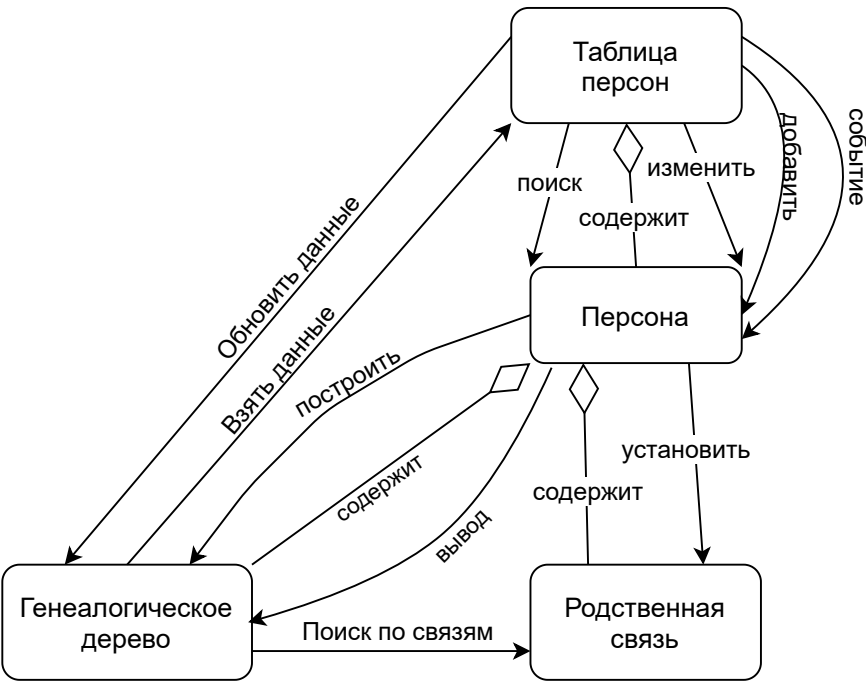 Таблица
персон
поиск
изменить
содержит
добавить
событие
Обновить данные
Взять данные
Персона
построить
содержит
вывод
содержит
установить
Генеалогическое
дерево
Поиск по связям
Родственная
связь